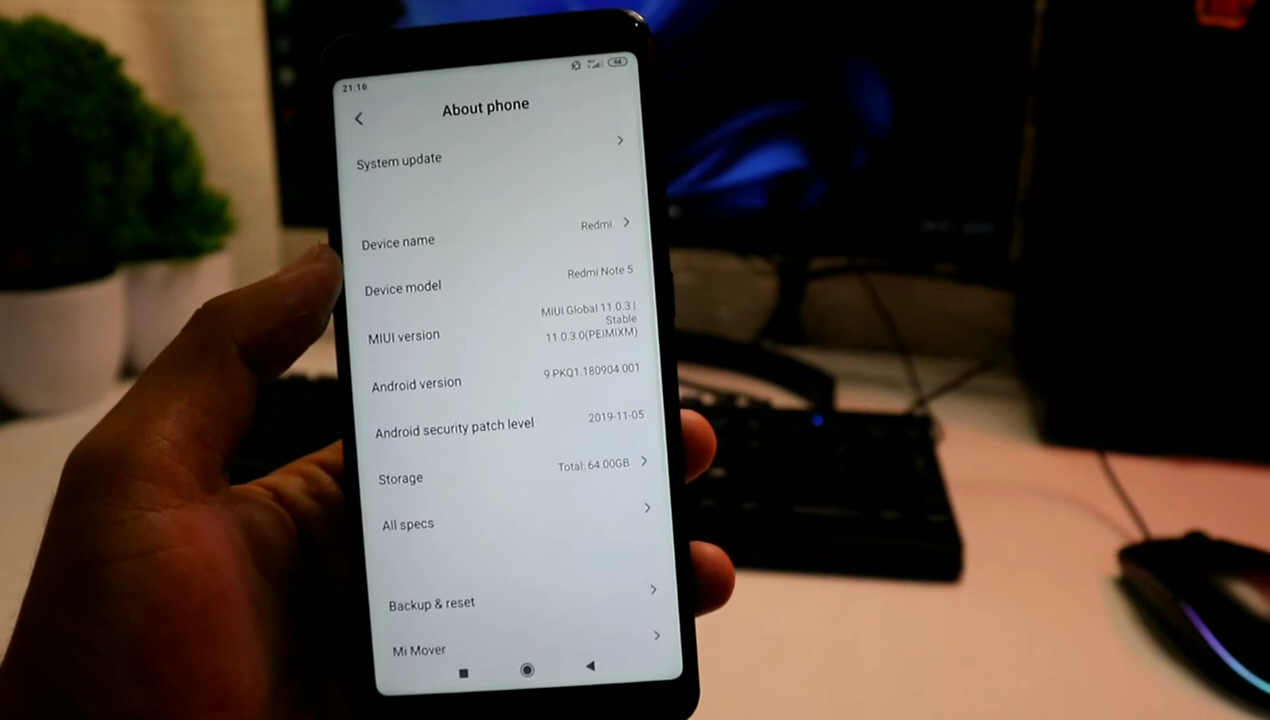 21:16
94
About phone
System update
Device name
Redmi
Device model
Redmi Note 5
MIUI version
MIUI Global 11.0.3 |
Stable
11.0.3.0(PEIMIXM)
Android version
9 PKQ1.180904.001
Android security patch level
2019-11-05
Storage
Total: 64.00GB
All specs
Backup & reset
Mi Mover